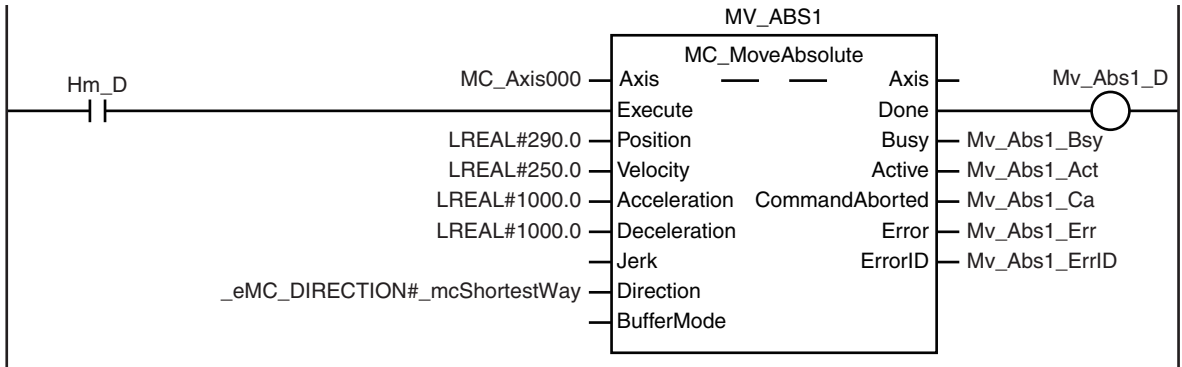 MV_ABS1
MC_MoveAbsolute
Hm_D
MC_Axis000 Axis Axis Mv_Abs1_D
Execute Done
LREAL#290.0 Position Busy Mv_Abs1_Bsy
LREAL#250.0 Velocity Active Mv_Abs1_Act
LREAL#1000.0 Acceleration CommandAborted Mv_Abs1_Ca
LREAL#1000.0 Deceleration Error Mv_Abs1_Err
Jerk ErrorID Mv_Abs1_ErrID
_eMC_DIRECTION#_mcShortestWay Direction
BufferMode